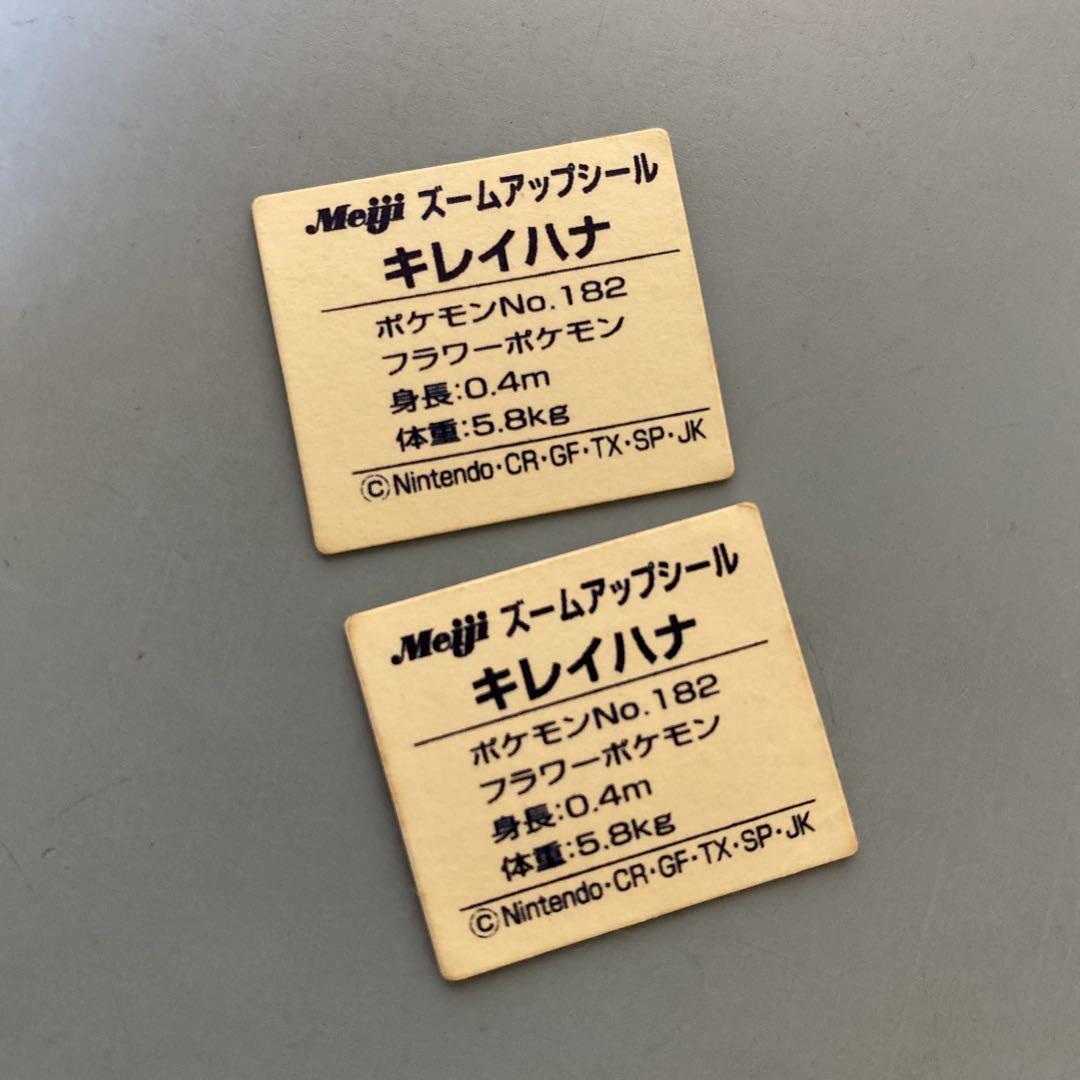 Meiji ズームアップシール
キレイハナ
ポケモンNo.182
フラワーポケモン
身長:0.4m
体重:5.8kg
©Nintendo・CR・GF・TX・SP・JK
Meiji ズームアップシール
キレイハナ
ポケモンNo.182
フラワーポケモン
身長:0.4m
体重:5.8kg
©Nintendo・CR・GF・TX・SP・JK